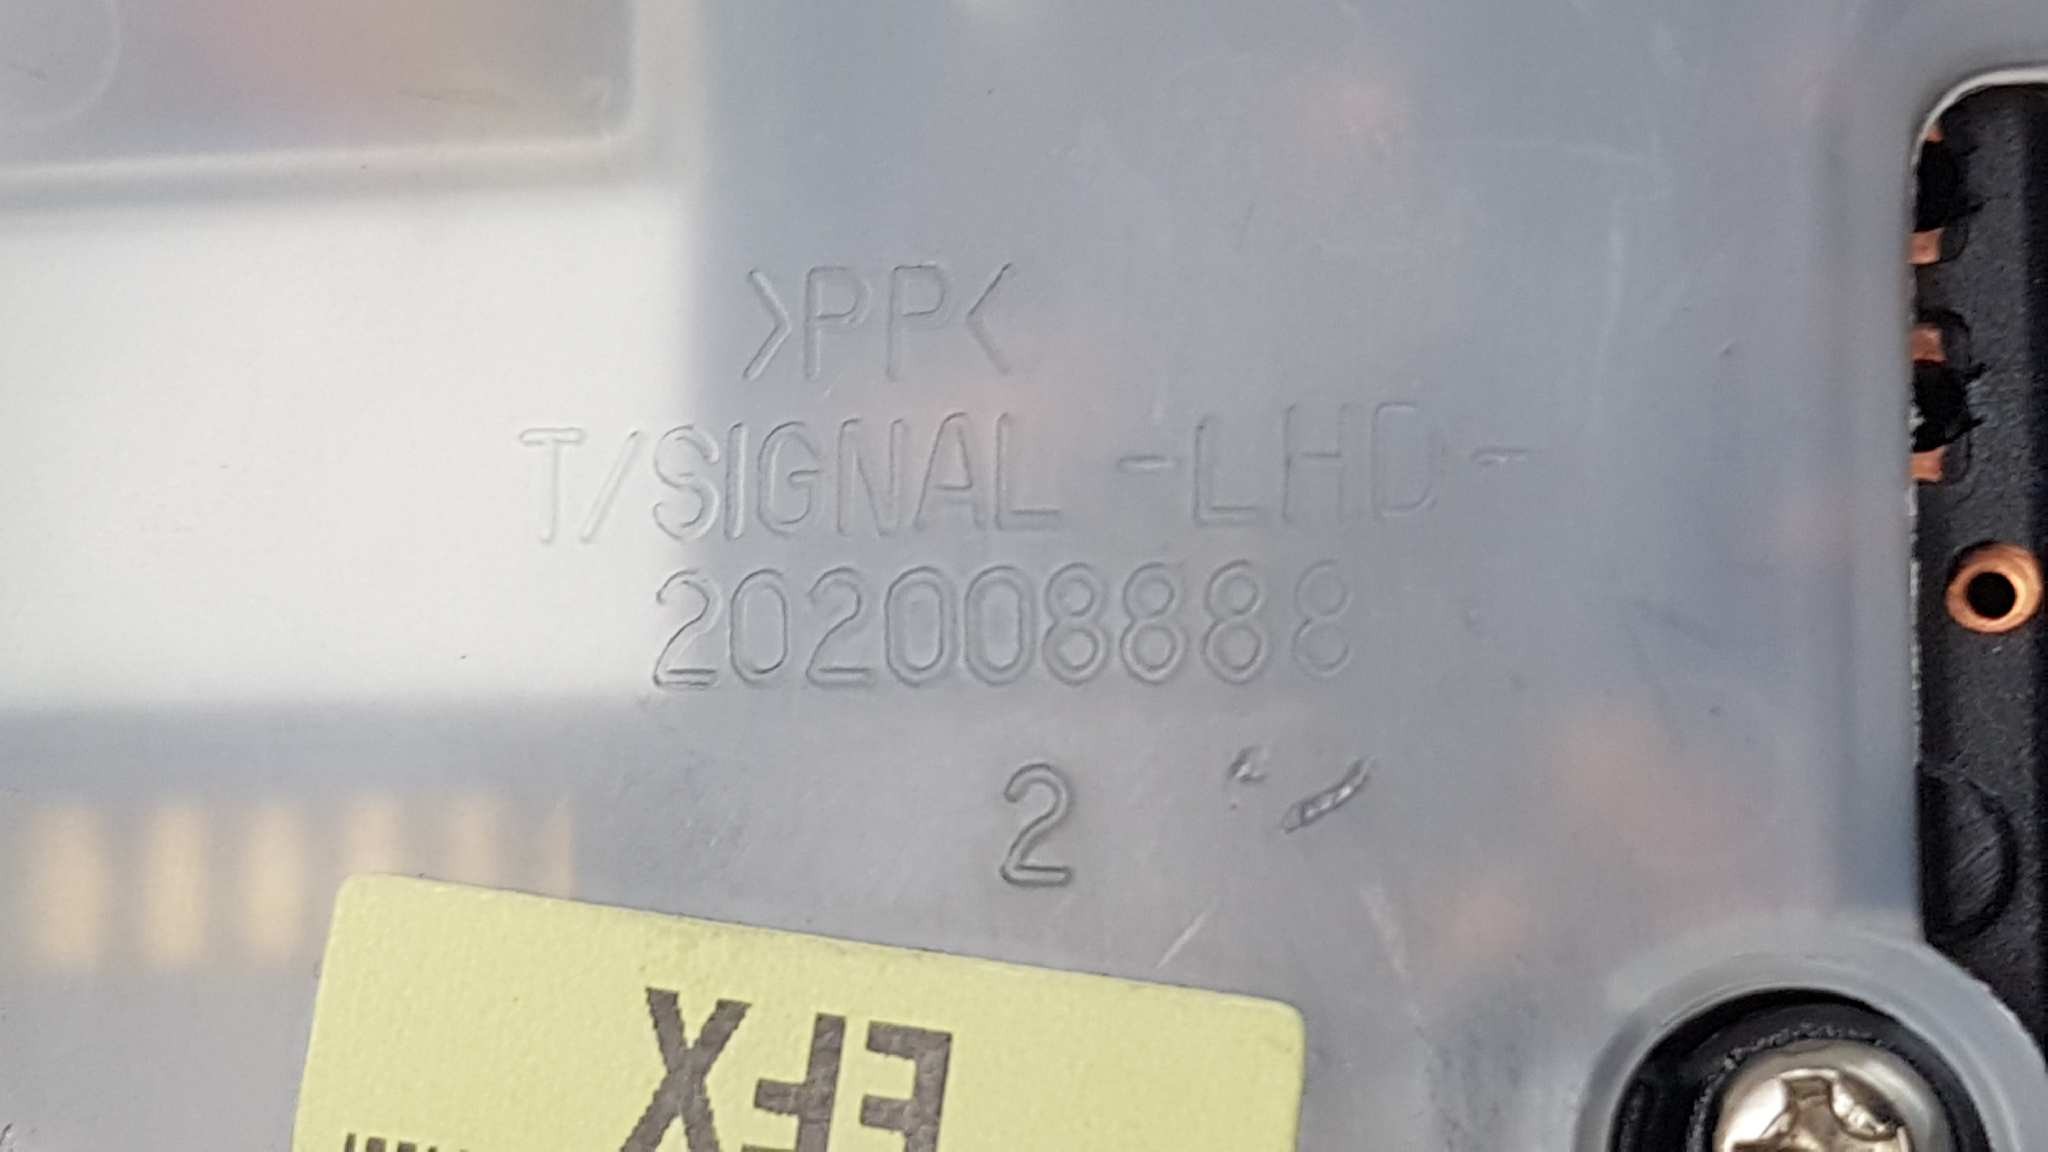 >PP<
T/SIGNAL -LHD-
202008888
2
EFX